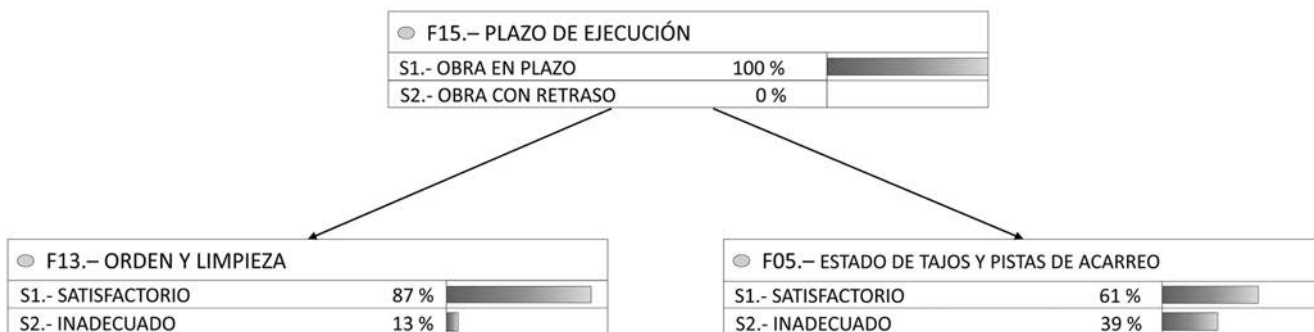 F15.– PLAZO DE EJECUCIÓN
S1.- OBRA EN PLAZO 100 %
S2.- OBRA CON RETRASO 0 %
F13.– ORDEN Y LIMPIEZA
S1.- SATISFACTORIO 87 %
S2.- INADECUADO 13 %
F05.– ESTADO DE TAJOS Y PISTAS DE ACARREO
S1.- SATISFACTORIO 61 %
S2.- INADECUADO 39 %